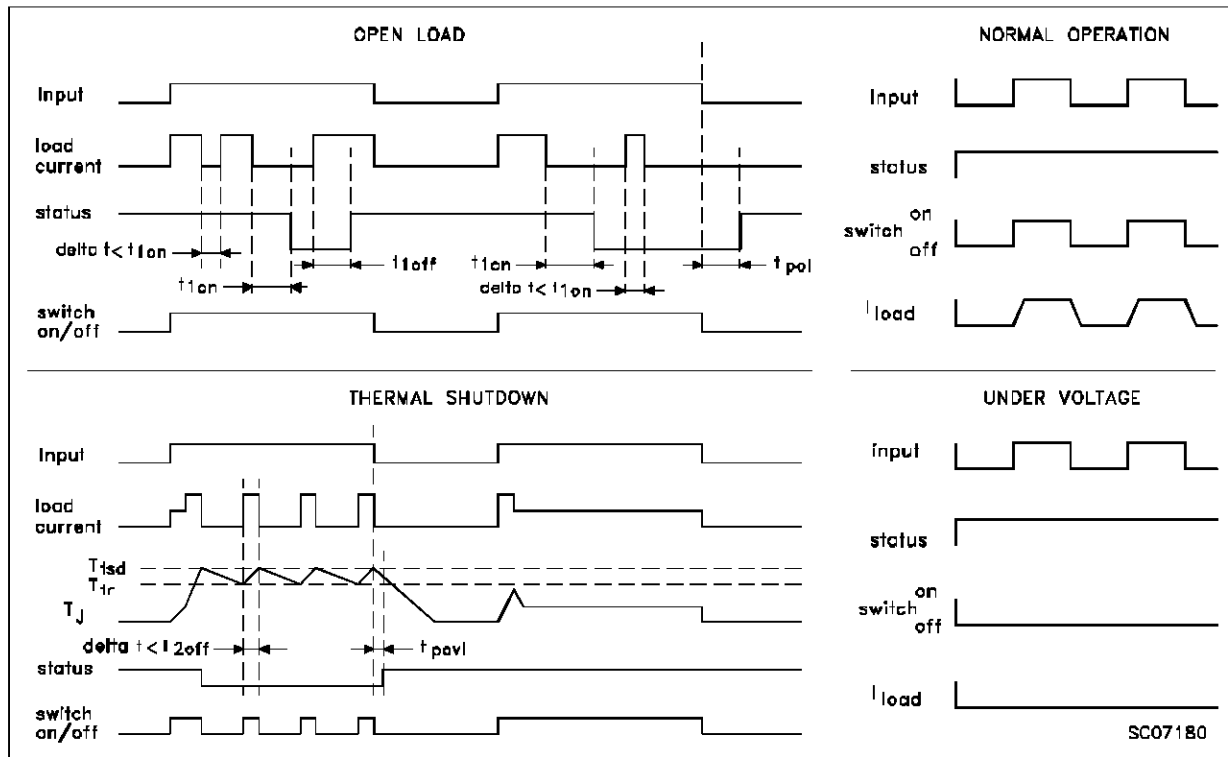 OPEN LOAD
Input
load
current
status
delta t< t1on
t1on
t1off
t1on
delta t< t1on
tpol
switch
on/off
NORMAL OPERATION
Input
status
switch on
off
Iload
THERMAL SHUTDOWN
Input
load
current
Ttsd
Ttr
TJ
delta t< t2off
tpovl
status
switch
on/off
UNDER VOLTAGE
input
status
switch on
off
Iload
SC07180